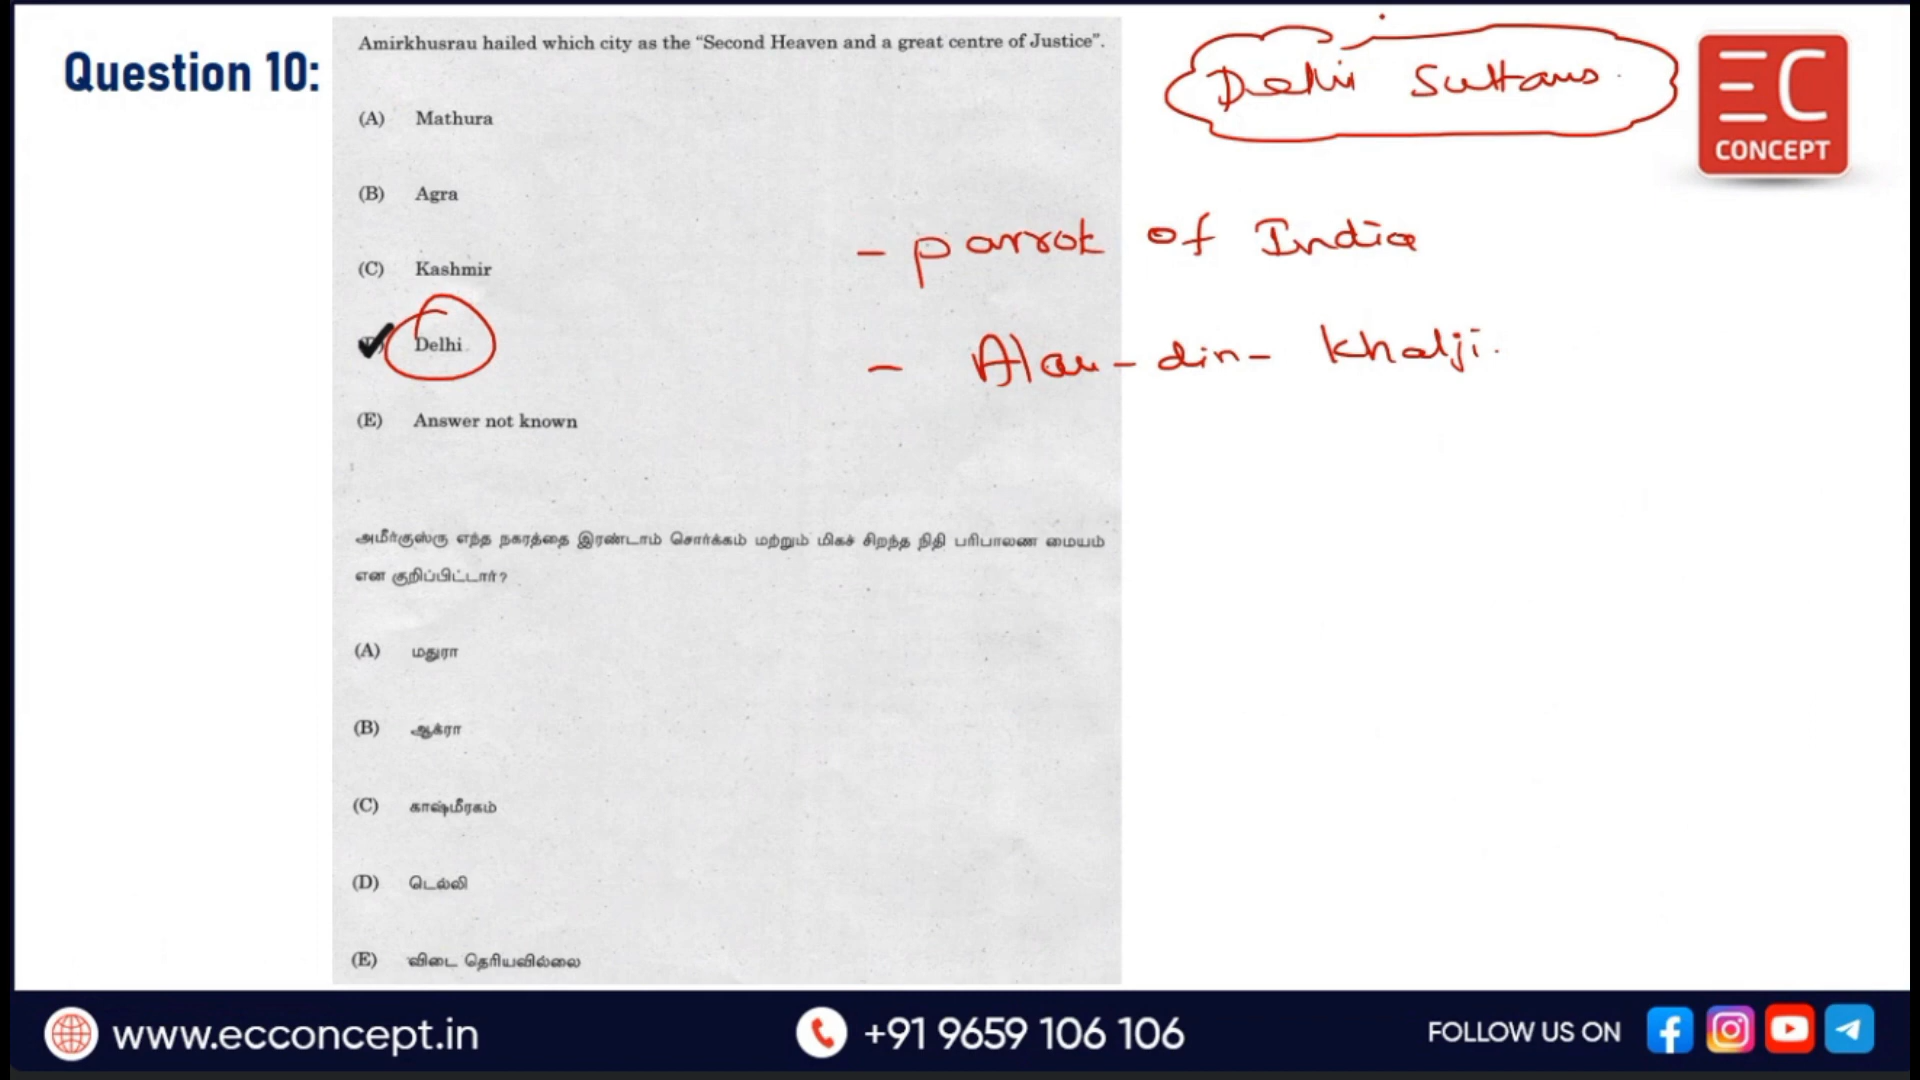 Question 10:
Amirkhusrau hailed which city as the “Second Heaven and a great centre of Justice”.
(A) Mathura
(B) Agra
(C) Kashmir
Delhi
(E) Answer not known
Delhi Sultans.
- parrot of India
- Alau-din-Khalji.
EC
CONCEPT
அமீர்குஸ்ரு எந்த நகரத்தை இரண்டாம் சொர்க்கம் மற்றும் மிகச் சிறந்த நிதி பரிபாலண மையம்
என குறிப்பிட்டார்?
(A) மதுரா
(B) ஆக்ரா
(C) காஷ்மீரகம்
(D) டெல்லி
(E) விடை தெரியவில்லை
www.ecconcept.in
+91 9659 106 106
FOLLOW US ON